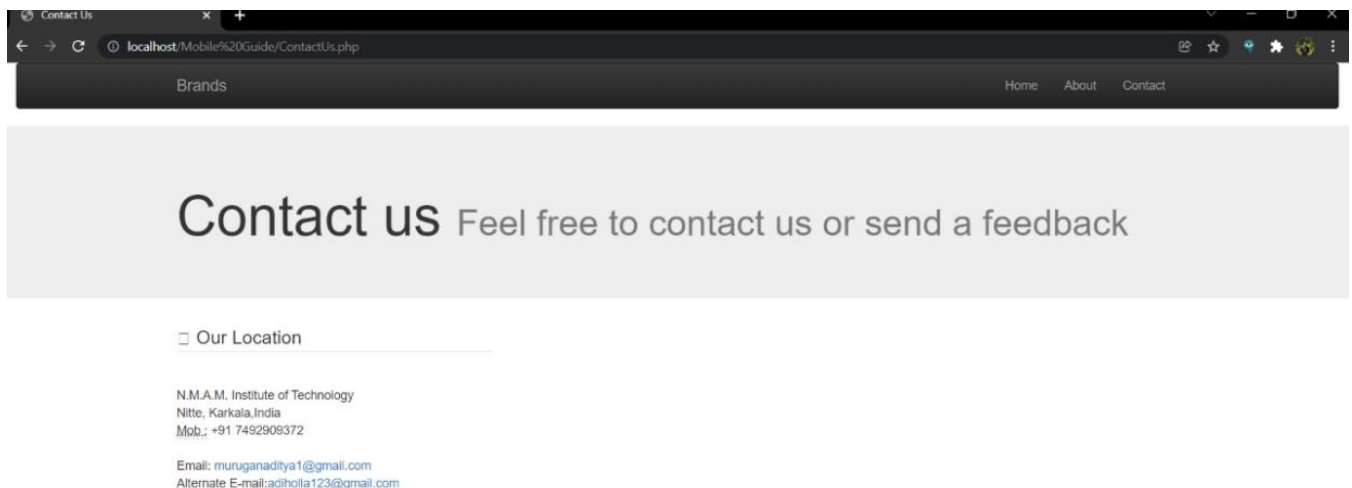 Contact Us
localhost/Mobile%20Guide/ContactUs.php
Brands Home About Contact
Contact us Feel free to contact us or send a feedback
Our Location
N.M.A.M. Institute of Technology
Nitte, Karkala,India
Mob.: +91 7492909372
Email: muruganaditya1@gmail.com
Alternate E-mail:adiholla123@gmail.com